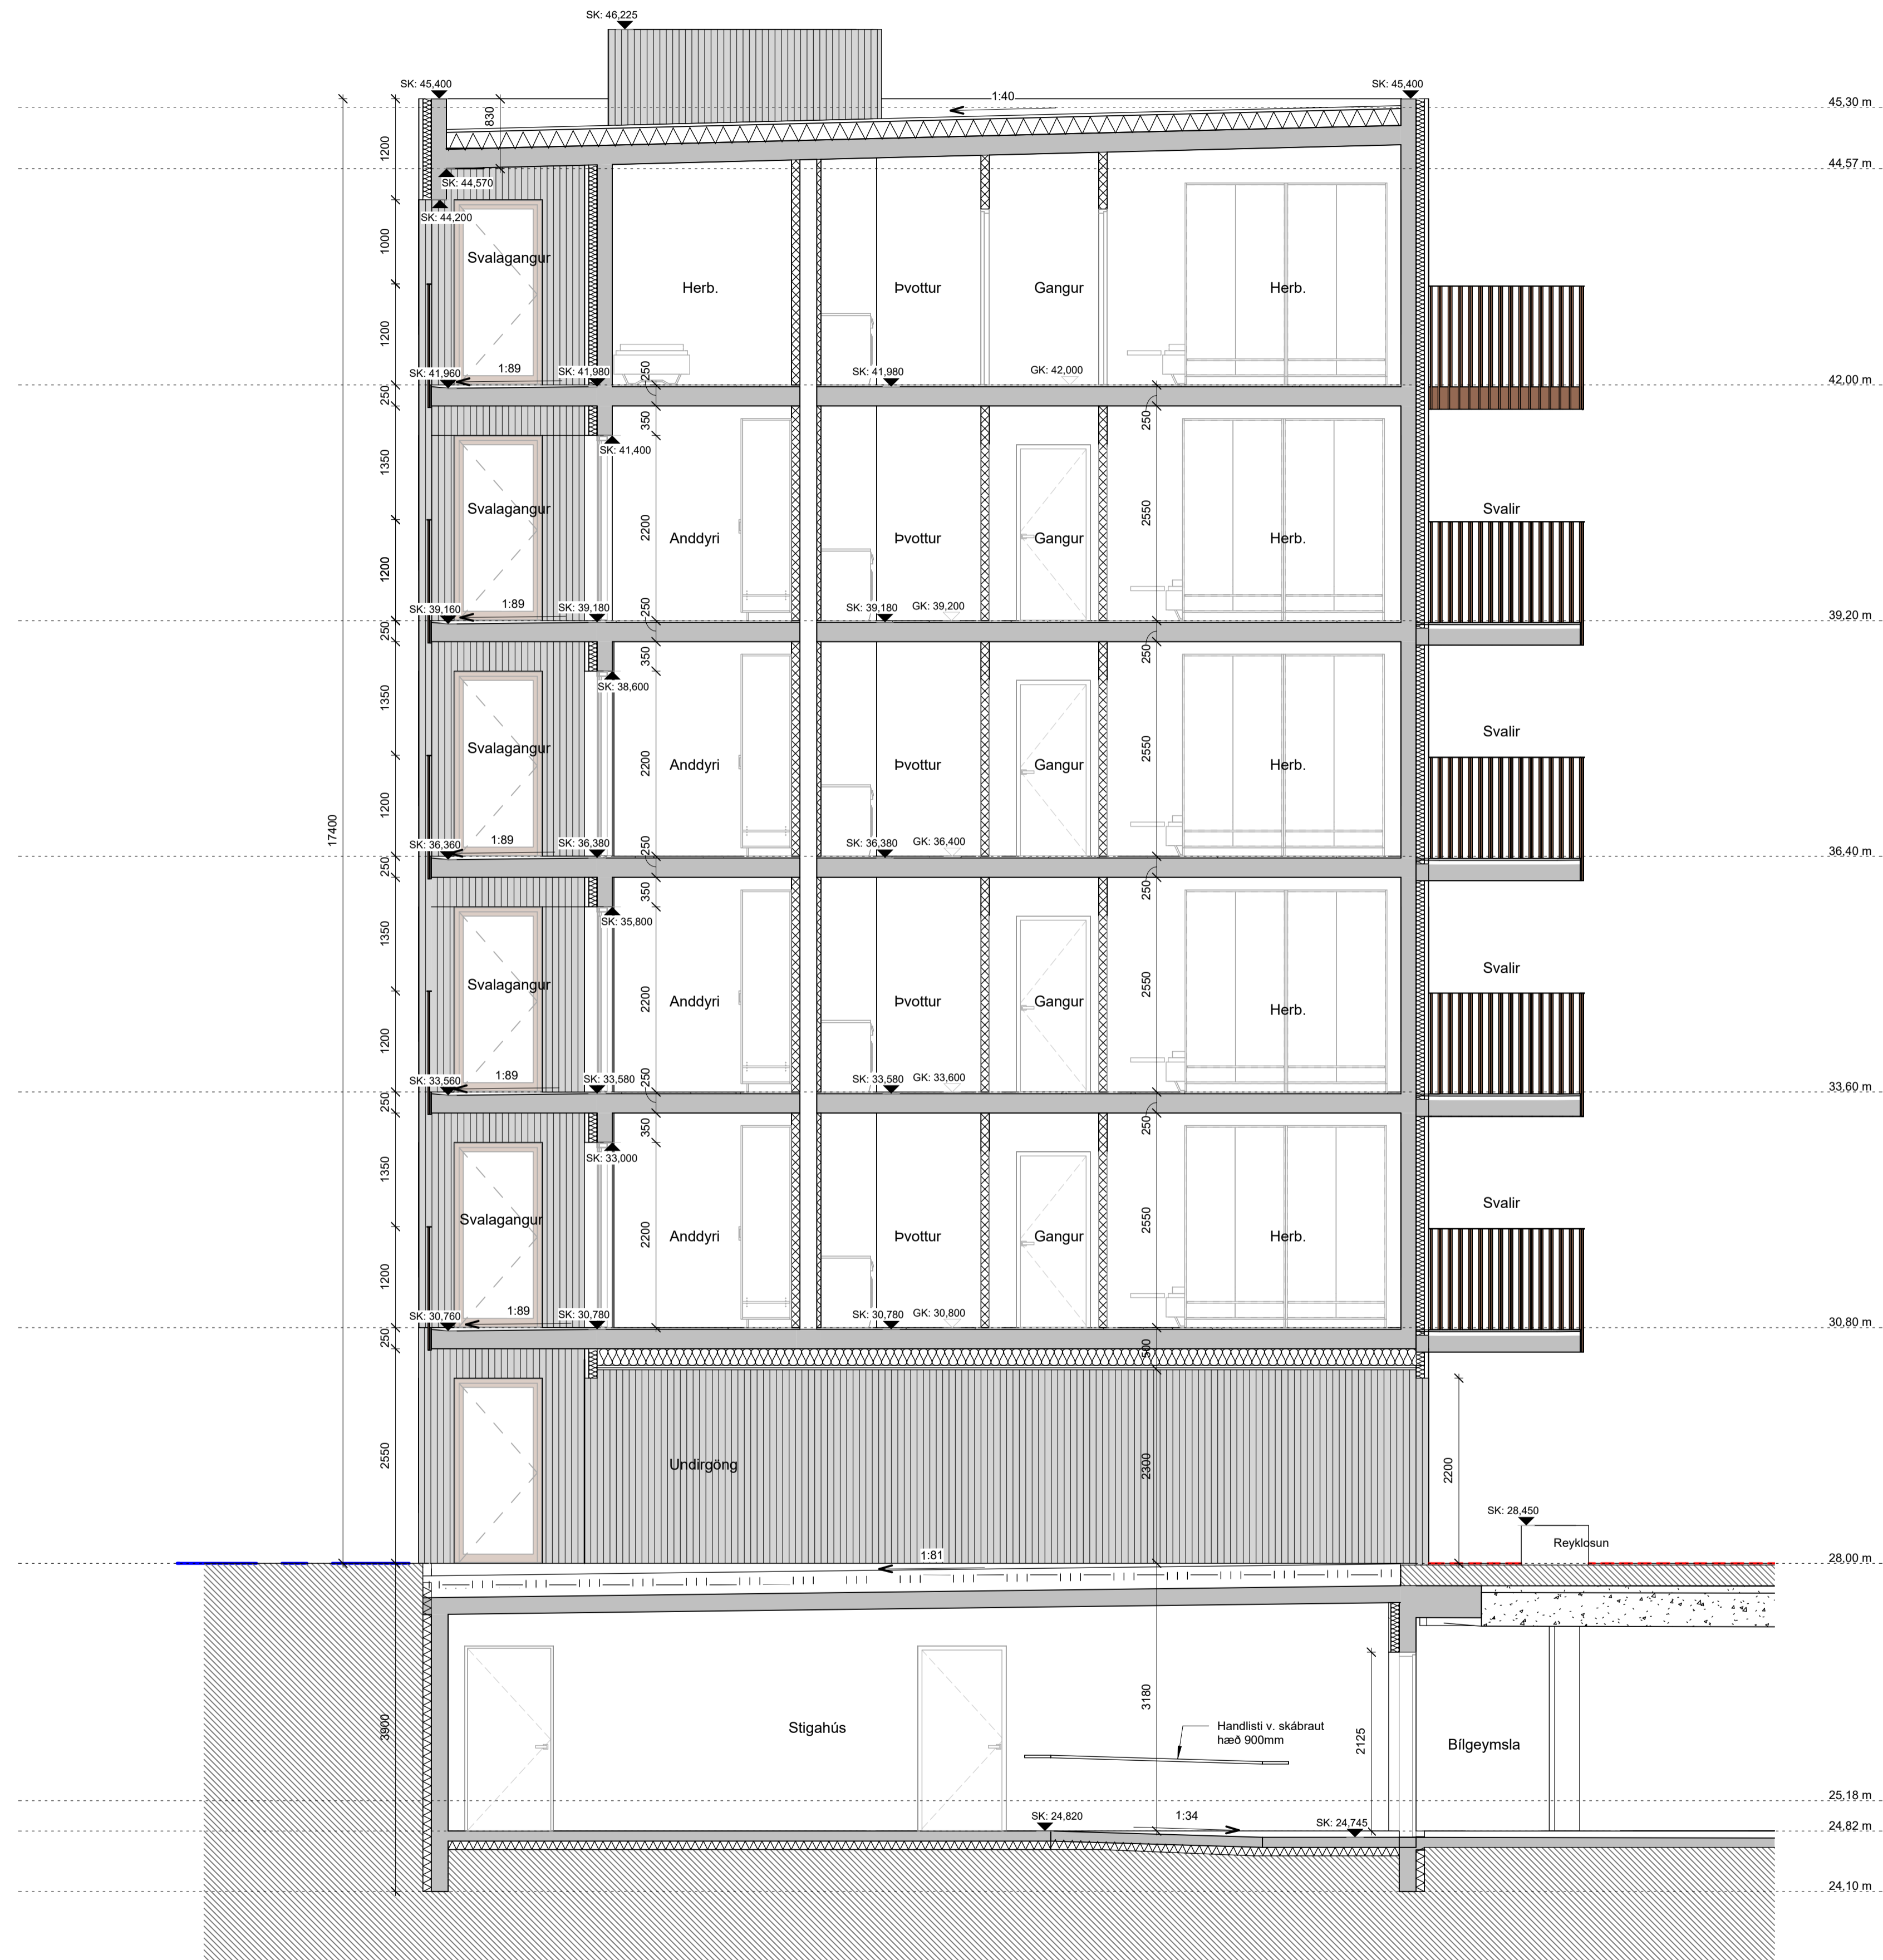 SK: 46,225
SK: 45,400
SK: 45,400
1:40
45,30 m
830
1200
44,57 m
SK: 44,570
SK: 44,200
1000
Svalagangur
Herb.
Þvottur
Gangur
Herb.
1200
1:89
SK: 41,960
SK: 41,980
250
SK: 41,980
GK: 42,000
42,00 m
250
350
250
SK: 41,400
1350
Svalagangur
2200
2550
Svalir
Anddyri
Þvottur
Gangur
Herb.
1200
1:89
SK: 39,160
SK: 39,180
250
SK: 39,180
GK: 39,200
39,20 m
250
350
250
SK: 38,600
1350
Svalagangur
Svalir
2200
Anddyri
Þvottur
Gangur
2550
Herb.
1200
17400
1:89
SK: 36,360
SK: 36,380
250
SK: 36,380
GK: 36,400
36,40 m
250
350
250
SK: 35,800
1350
Svalagangur
Svalir
2200
Anddyri
Þvottur
Gangur
2550
Herb.
1200
1:89
SK: 33,560
SK: 33,580
250
SK: 33,580
GK: 33,600
33,60 m
250
350
250
SK: 33,000
1350
Svalagangur
Svalir
2200
Anddyri
Þvottur
Gangur
2550
Herb.
1200
1:89
SK: 30,760
SK: 30,780
SK: 30,780
GK: 30,800
30,80 m
250
500
2550
Undirgöng
2300
2200
SK: 28,450
Reyklosun
1:81
28,00 m
3900
Stigahús
3180
Handlisti v. skábraut
hæð 900mm
2125
Bílgeymsla
25,18 m
SK: 24,820
1:34
SK: 24,745
24,82 m
24,10 m